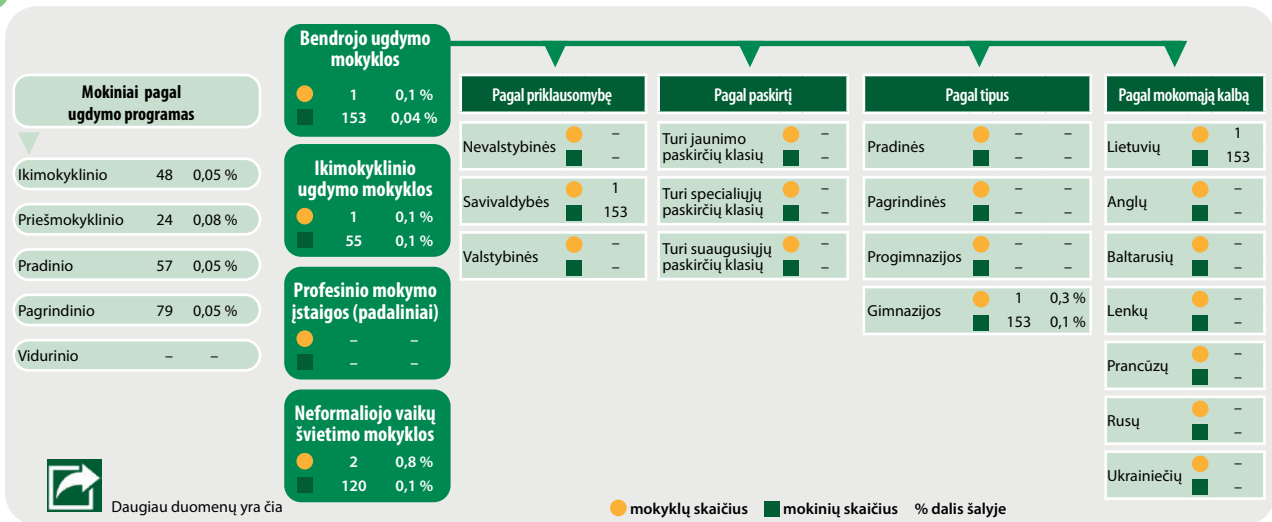 Mokiniai pagal
ugdymo programas
Ikimokyklinio 48 0,05 %
Priešmokyklinio 24 0,08 %
Pradinio 57 0,05 %
Pagrindinio 79 0,05 %
Vidurinio – –
Bendrojo ugdymo
mokyklos
1 0,1 %
153 0,04 %
Ikimokyklinio
ugdymo mokyklos
1 0,1 %
55 0,1 %
Profesinio mokymo
įstaigos (padaliniai)
– –
– –
Neformaliojo vaikų
švietimo mokyklos
2 0,8 %
120 0,1 %
Pagal priklausomybę
Nevalstybinės –
–
Savivaldybės 1
153
Valstybinės –
–
Pagal paskirtį
Turi jaunimo –
paskirčių klasių –
Turi specialiųjų –
paskirčių klasių –
Turi suaugusiųjų –
paskirčių klasių –
Pagal tipus
Pradinės – –
– –
Pagrindinės – –
– –
Progimnazijos – –
– –
Gimnazijos 1 0,3 %
153 0,1 %
Pagal mokomąją kalbą
Lietuvių 1
153
Anglų –
–
Baltarusių –
–
Lenkų –
–
Prancūzų –
–
Rusų –
–
Ukrainiečių –
–
Daugiau duomenų yra čia
mokyklų skaičius mokinių skaičius % dalis šalyje